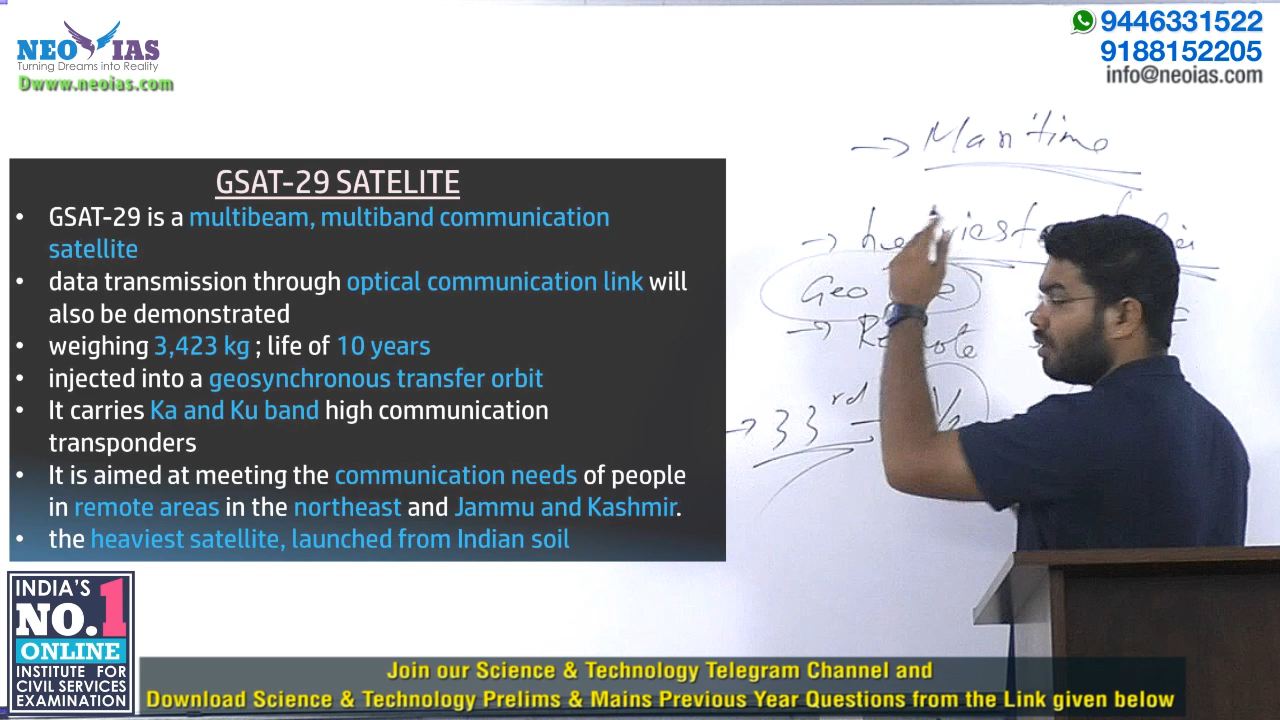 NEO IAS
Turning Dreams into Reality
Dwww.neoias.com
9446331522
9188152205
info@neoias.com
→ Maritime
→
Geo
→ Remote
→ 33rd
GSAT-29 SATELITE
• GSAT-29 is a multibeam, multiband communication
satellite
• data transmission through optical communication link will
also be demonstrated
• weighing 3,423 kg ; life of 10 years
• injected into a geosynchronous transfer orbit
• It carries Ka and Ku band high communication
transponders
• It is aimed at meeting the communication needs of people
in remote areas in the northeast and Jammu and Kashmir.
• the heaviest satellite, launched from Indian soil
INDIA'S
NO.1
ONLINE
INSTITUTE FOR
CIVIL SERVICES
EXAMINATION
Join our Science & Technology Telegram Channel and
Download Science & Technology Prelims & Mains Previous Year Questions from the Link given below